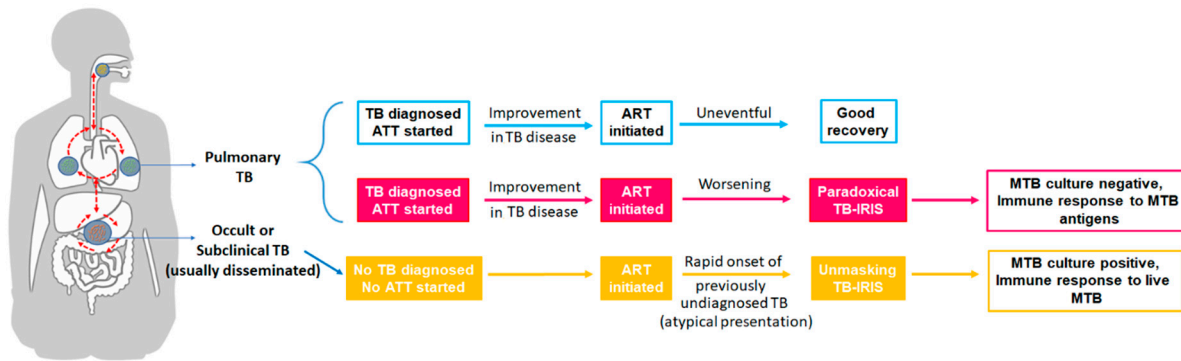 Pulmonary
TB
TB diagnosed
ATT started
Improvement
in TB disease
ART
initiated
Uneventful
Good
recovery
TB diagnosed
ATT started
Improvement
in TB disease
ART
initiated
Worsening
Paradoxical
TB-IRIS
MTB culture negative,
Immune response to MTB
antigens
Occult or
Subclinical TB
(usually disseminated)
No TB diagnosed
No ATT started
ART
initiated
Rapid onset of
previously
undiagnosed TB
(atypical presentation)
Unmasking
TB-IRIS
MTB culture positive,
Immune response to live
MTB